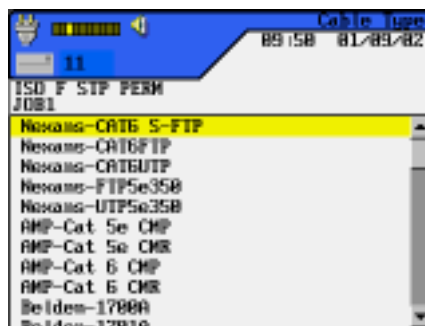 Cable Type
09:50 01/09/02
11
ISO F STP PERM
JOB1
Nexans-CAT6 S-FTP
Nexans-CAT6FTP
Nexans-CAT6UTP
Nexans-FTP5e350
Nexans-UTP5e350
AMP-Cat 5e CMP
AMP-Cat 5e CMR
AMP-Cat 6 CMP
AMP-Cat 6 CMR
Belden-1700A
Belden-1701A